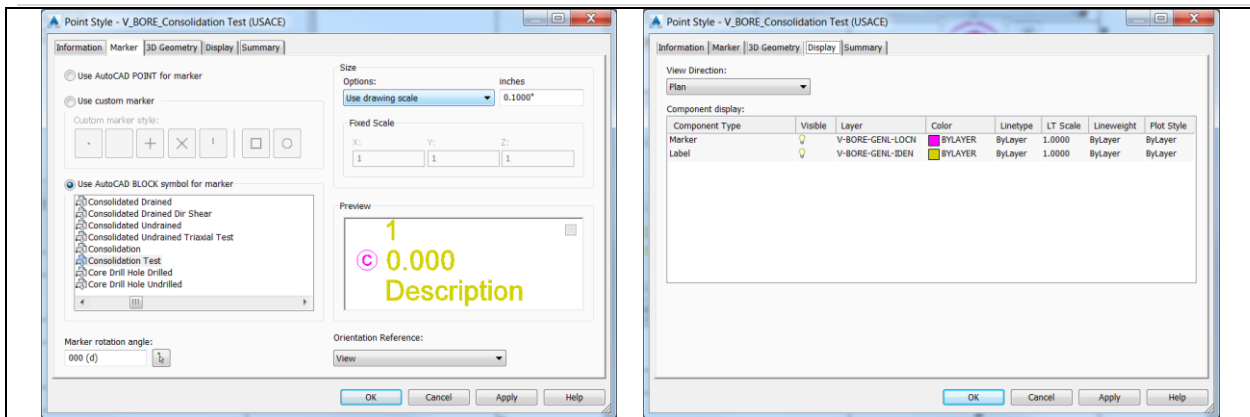 Point Style - V_BORE_Consolidation Test (USACE)
Information Marker 3D Geometry Display Summary
Use AutoCAD POINT for marker
Use custom marker
Custom marker style:
Use AutoCAD BLOCK symbol for marker
Consolidated Drained
Consolidated Drained Dir Shear
Consolidated Undrained
Consolidated Undrained Triaxial Test
Consolidation
Consolidation Test
Core Drill Hole Drilled
Core Drill Hole Undrilled
Marker rotation angle:
000 (d)
Size
Options: inches
Use drawing scale 0.1000"
Fixed Scale
X: Y: Z:
1 1 1
Preview
1
C 0.000
Description
Orientation Reference:
View
OK Cancel Apply Help
Point Style - V_BORE_Consolidation Test (USACE)
Information Marker 3D Geometry Display Summary
View Direction:
Plan
Component display:
Component Type Visible Layer Color Linetype LT Scale Lineweight Plot Style
Marker V-BORE-GENL-LOCN BYLAYER ByLayer 1.0000 ByLayer ByLayer
Label V-BORE-GENL-IDEN BYLAYER ByLayer 1.0000 ByLayer ByLayer
OK Cancel Apply Help